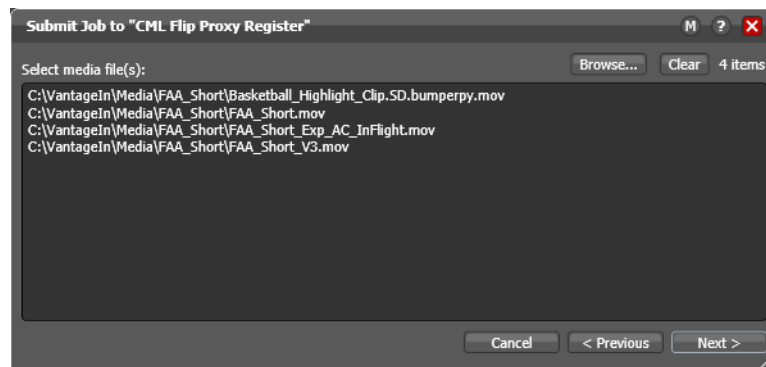 Submit Job to "CML Flip Proxy Register"
M ? X
Select media file(s):
Browse... Clear 4 items
C:\VantageIn\Media\FAA_Short\Basketball_Highlight_Clip.SD.bumperpy.mov
C:\VantageIn\Media\FAA_Short\FAA_Short.mov
C:\VantageIn\Media\FAA_Short\FAA_Short_Exp_AC_InFlight.mov
C:\VantageIn\Media\FAA_Short\FAA_Short_V3.mov
Cancel < Previous Next >